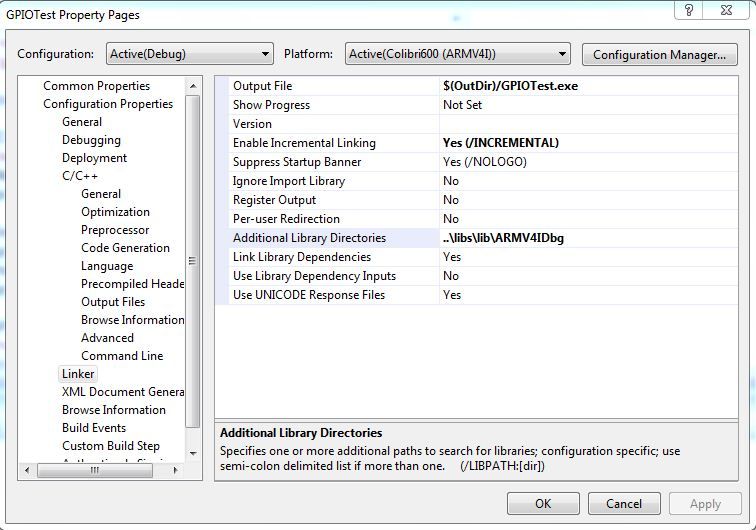 GPIOTest Property Pages
Configuration: Active(Debug) Platform: Active(Colibri600 (ARMV4I)) Configuration Manager...
Common Properties
Configuration Properties
General
Debugging
Deployment
C/C++
General
Optimization
Preprocessor
Code Generation
Language
Precompiled Heade
Output Files
Browse Information
Advanced
Command Line
Linker
XML Document Genera
Browse Information
Build Events
Custom Build Step
Output File $(OutDir)/GPIOTest.exe
Show Progress Not Set
Version
Enable Incremental Linking Yes (/INCREMENTAL)
Suppress Startup Banner Yes (/NOLOGO)
Ignore Import Library No
Register Output No
Per-user Redirection No
Additional Library Directories ..\libs\lib\ARMV4IDbg
Link Library Dependencies Yes
Use Library Dependency Inputs No
Use UNICODE Response Files Yes
Additional Library Directories
Specifies one or more additional paths to search for libraries; configuration specific; use
semi-colon delimited list if more than one. (/LIBPATH:[dir])
OK Cancel Apply